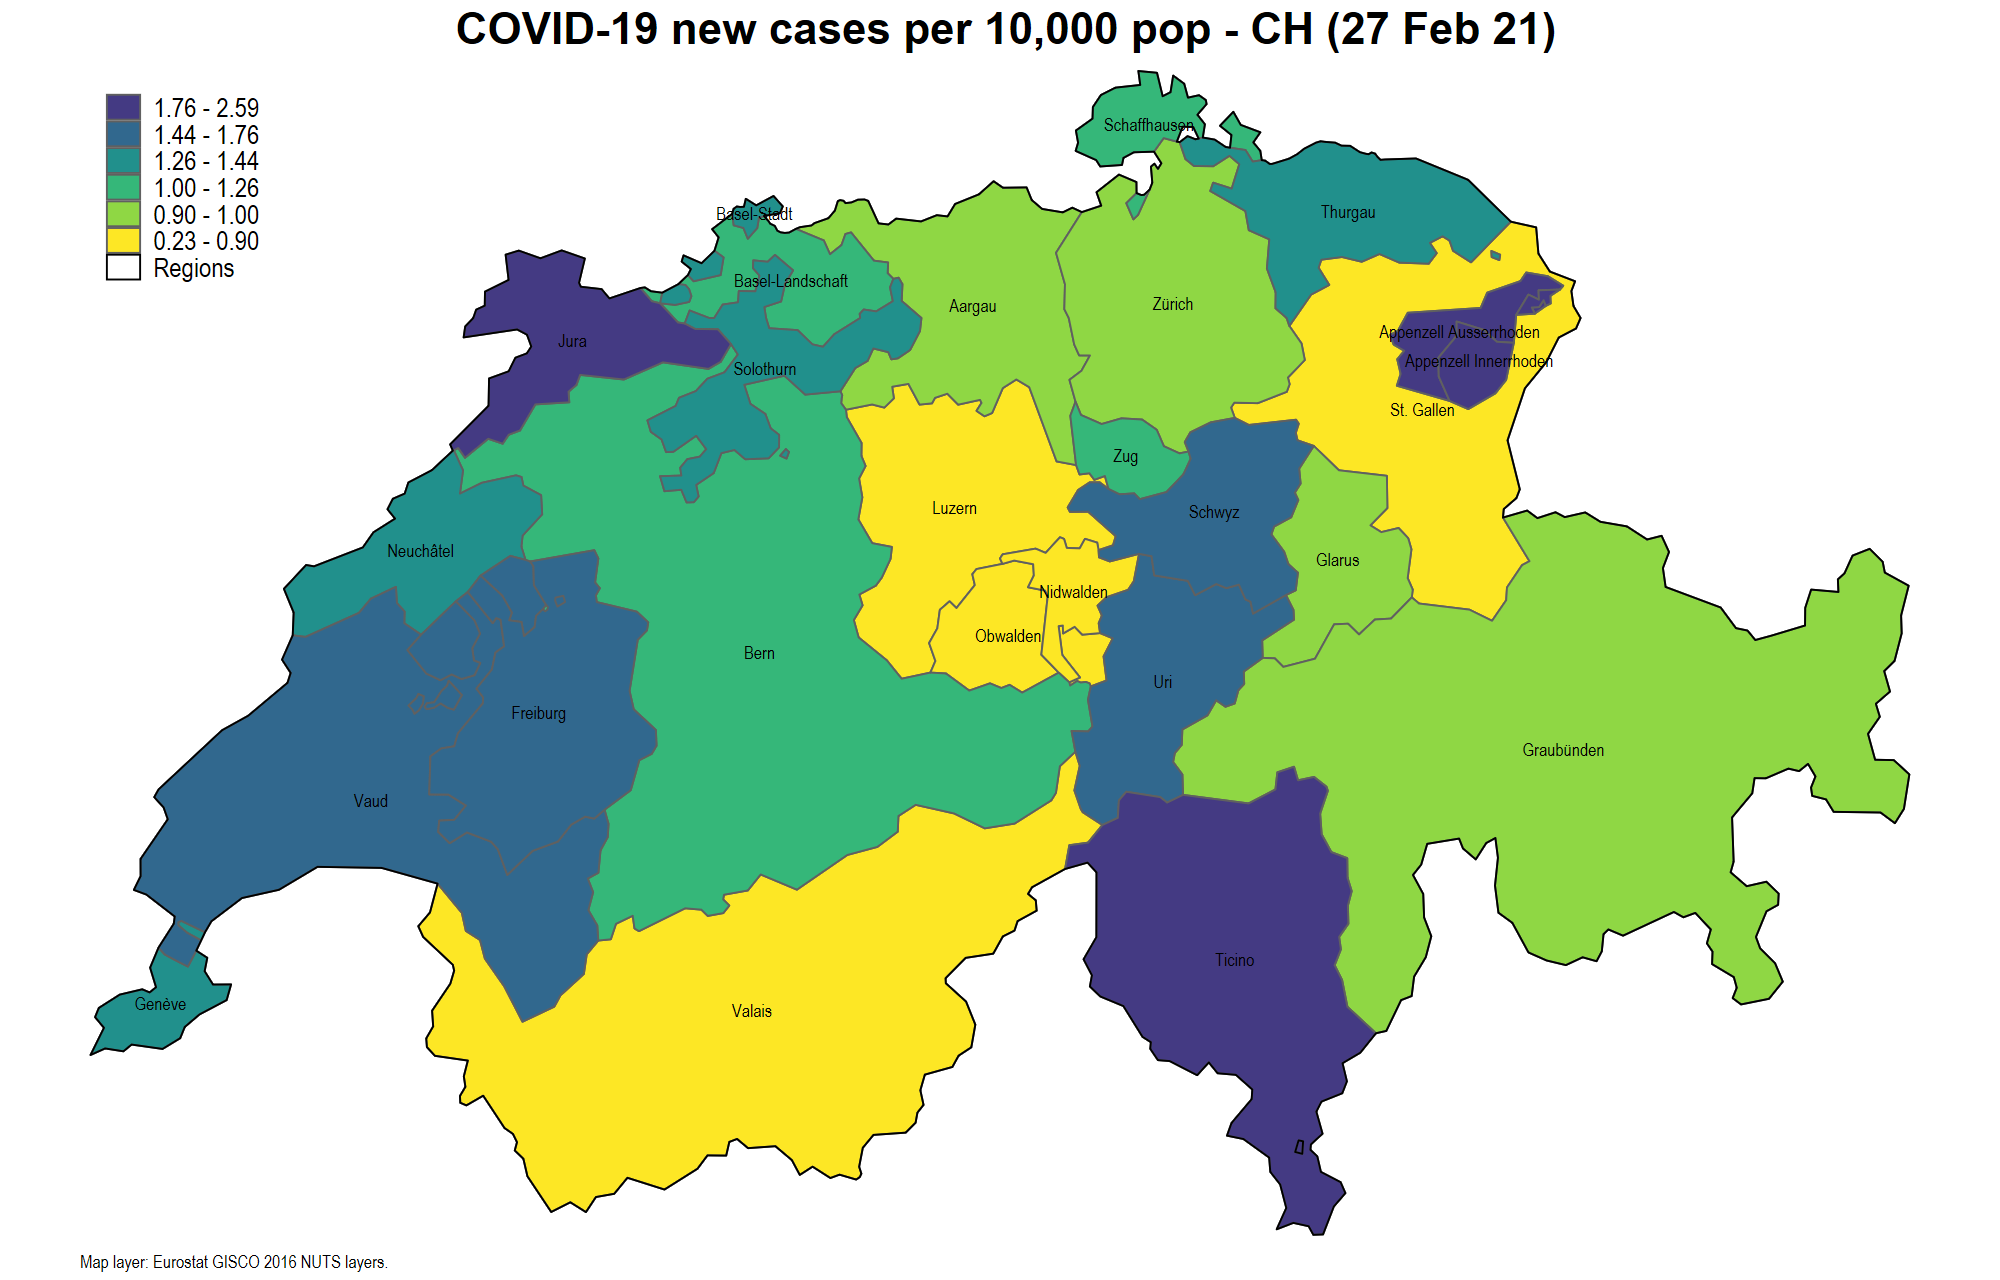 COVID-19 new cases per 10,000 pop - CH (27 Feb 21)
1.76 - 2.59
1.44 - 1.76
1.26 - 1.44
1.00 - 1.26
0.90 - 1.00
0.23 - 0.90
Regions
Schaffhausen
Basel-Stadt
Thurgau
Basel-Landschaft
Aargau
Zürich
Jura
Appenzell Ausserrhoden
Appenzell Innerrhoden
Solothurn
St. Gallen
Zug
Luzern
Schwyz
Neuchâtel
Glarus
Nidwalden
Obwalden
Bern
Uri
Freiburg
Graubünden
Vaud
Ticino
Genève
Valais
Map layer: Eurostat GISCO 2016 NUTS layers.